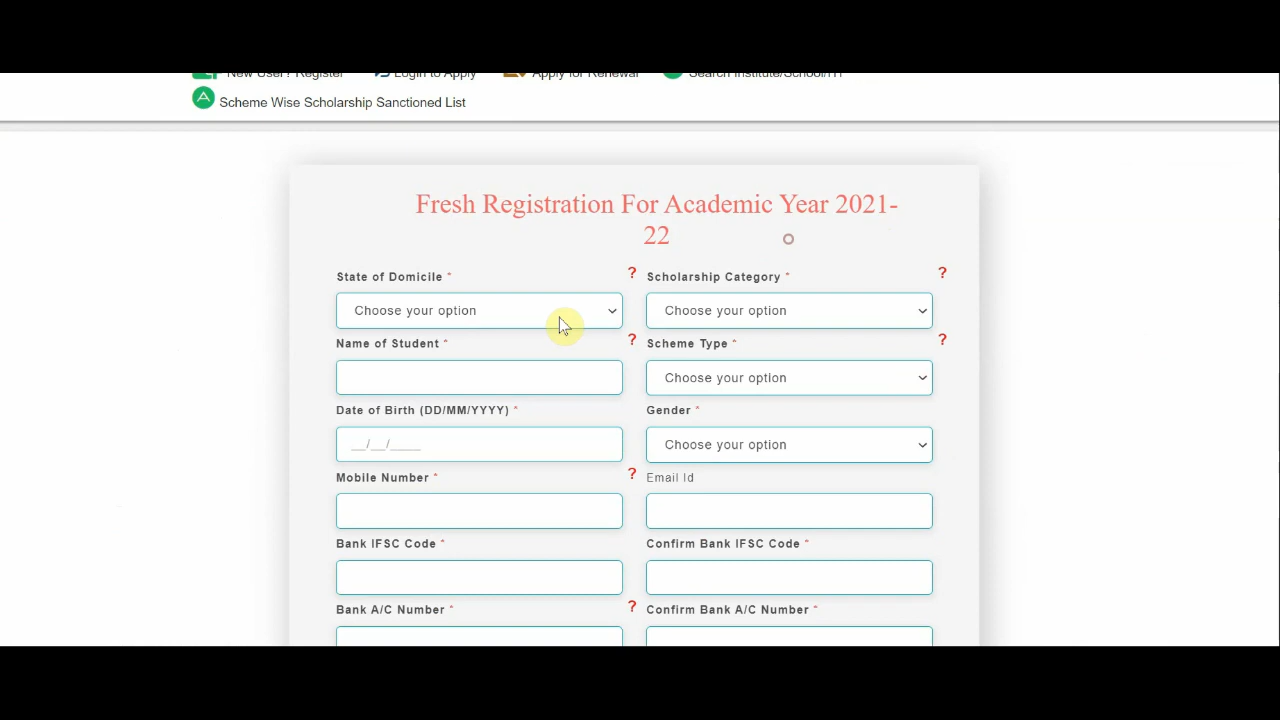 New User? Register Login to Apply Apply for Renewal Search Institute/School/ITI
A Scheme Wise Scholarship Sanctioned List
Fresh Registration For Academic Year 2021-
22
State of Domicile * ? Scholarship Category * ?
Choose your option Choose your option
Name of Student * ? Scheme Type * ?
Choose your option
Date of Birth (DD/MM/YYYY) * Gender *
__/__/____ Choose your option
Mobile Number * ? Email Id
Bank IFSC Code * Confirm Bank IFSC Code *
Bank A/C Number * ? Confirm Bank A/C Number *